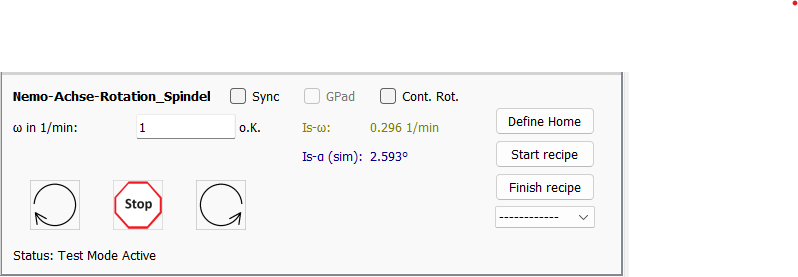 Nemo-Achse-Rotation_Spindel Sync GPad Cont. Rot.
ω in 1/min: 1 o.K. Is-ω: 0.296 1/min Define Home
Is-α (sim): 2.593° Start recipe
Finish recipe
Stop ------------
Status: Test Mode Active